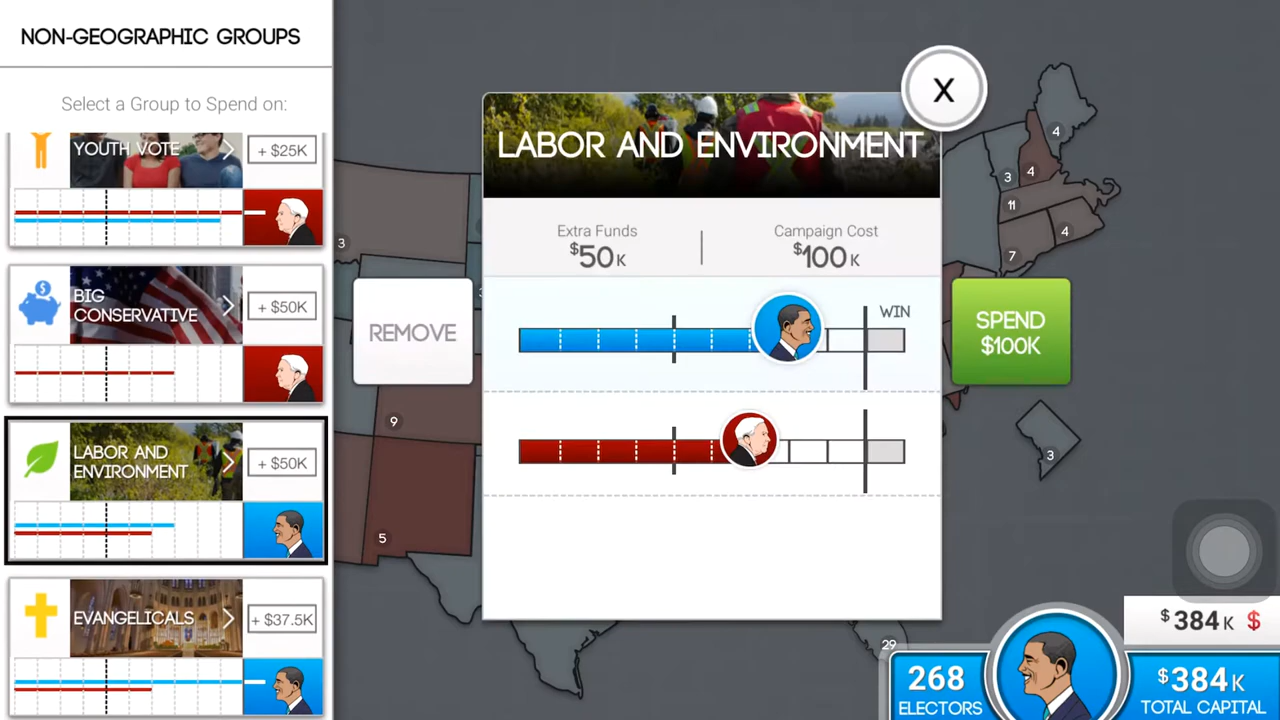 NON-GEOGRAPHIC GROUPS
Select a Group to Spend on:
YOUTH VOTE
+ $25K
BIG
CONSERVATIVE
+ $50K
LABOR AND
ENVIRONMENT
+ $50K
EVANGELICALS
+ $37.5K
X
LABOR AND ENVIRONMENT
Extra Funds
$50K
Campaign Cost
$100K
WIN
REMOVE
SPEND
$100K
3
9
5
4
3
4
11
4
7
3
29
$384K $
268
ELECTORS
$384K
TOTAL CAPITAL